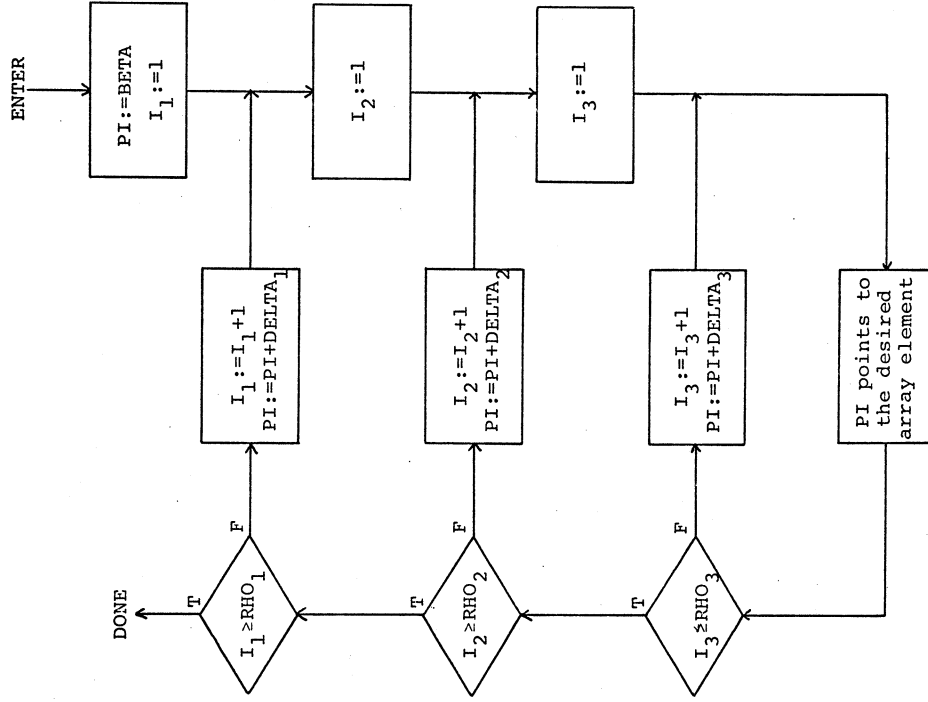 ENTER
PI:=BETA
I₁:=1
I₂:=1
I₃:=1
I₁:=I₁+1
PI:=PI+DELTA₁
I₂:=I₂+1
PI:=PI+DELTA₂
I₃:=I₃+1
PI:=PI+DELTA₃
PI points to
the desired
array element
DONE
T
I₁≥RHO₁
F
T
I₂≥RHO₂
F
T
I₃≥RHO₃
F